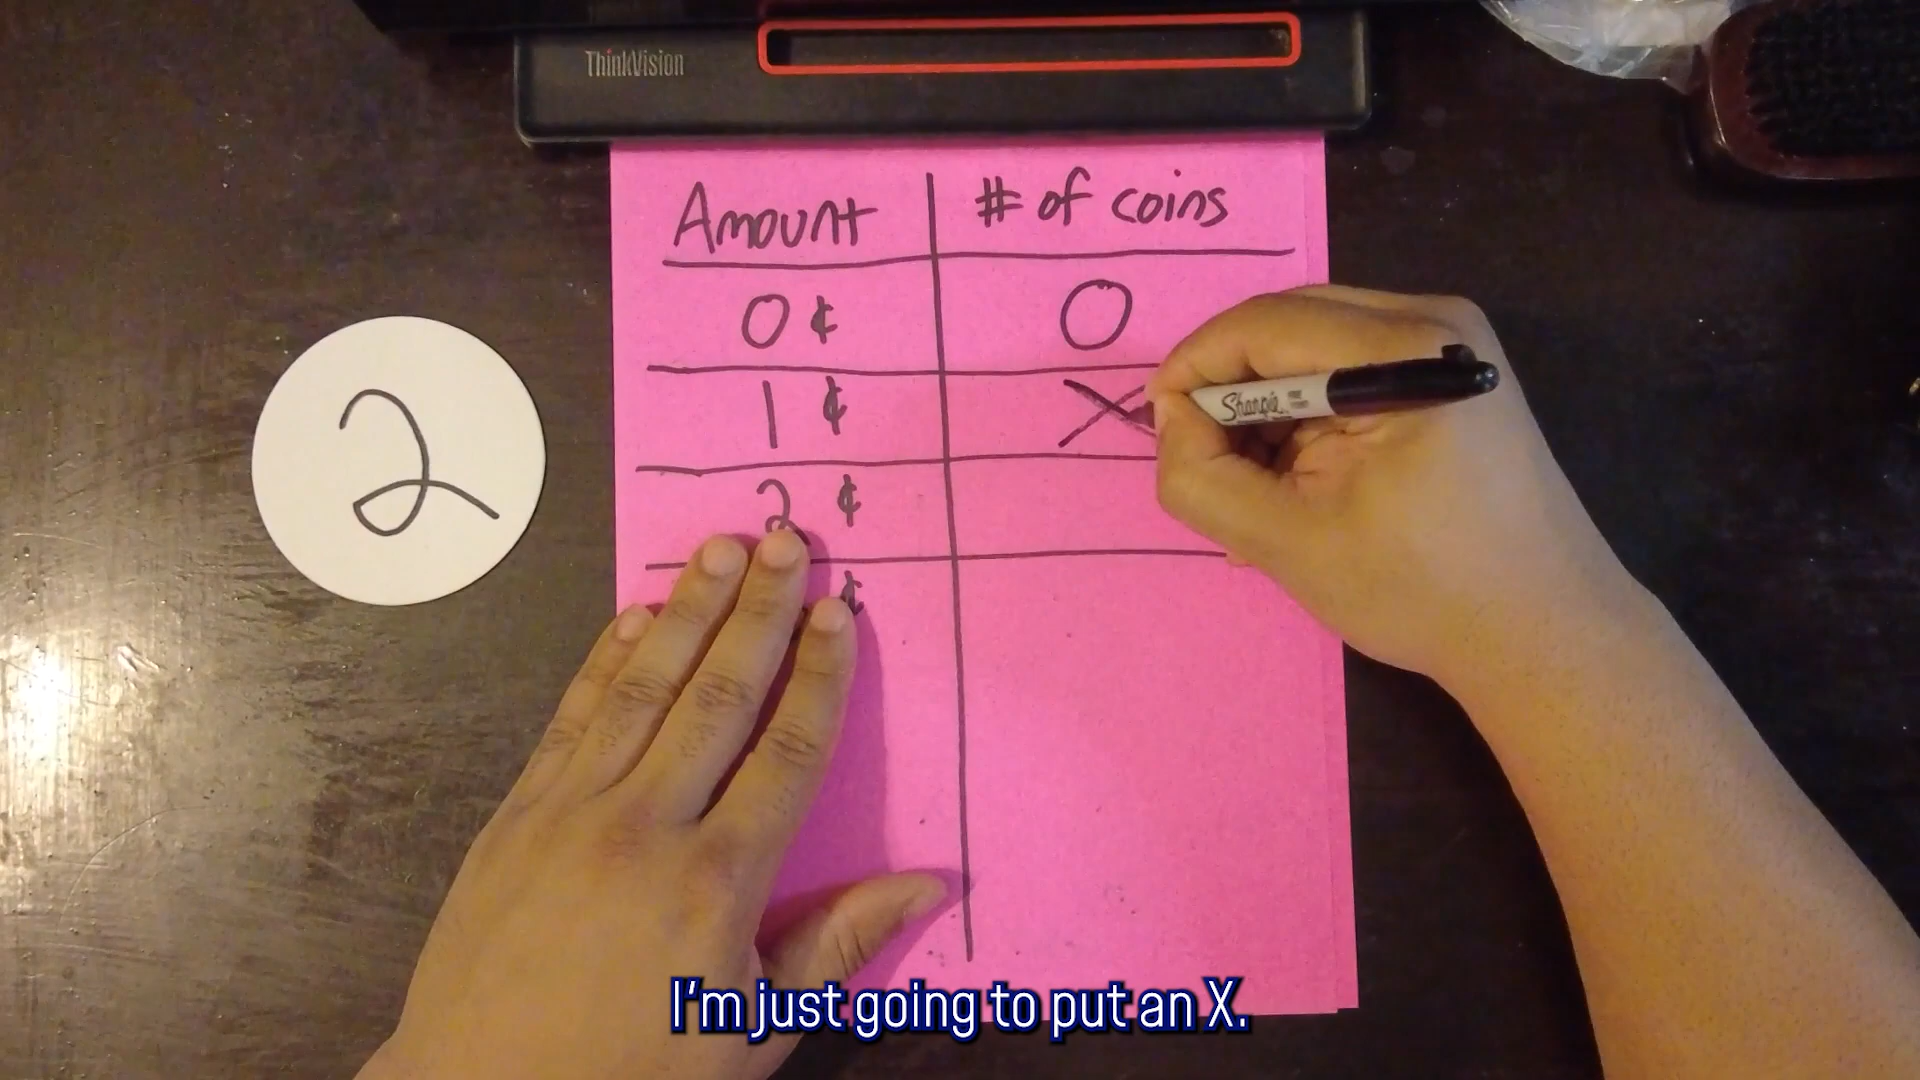 ThinkVision
Amount # of coins
0 ¢ 0
1 ¢ X
2 ¢
¢
2
Sharpie
I'm just going to put an X.